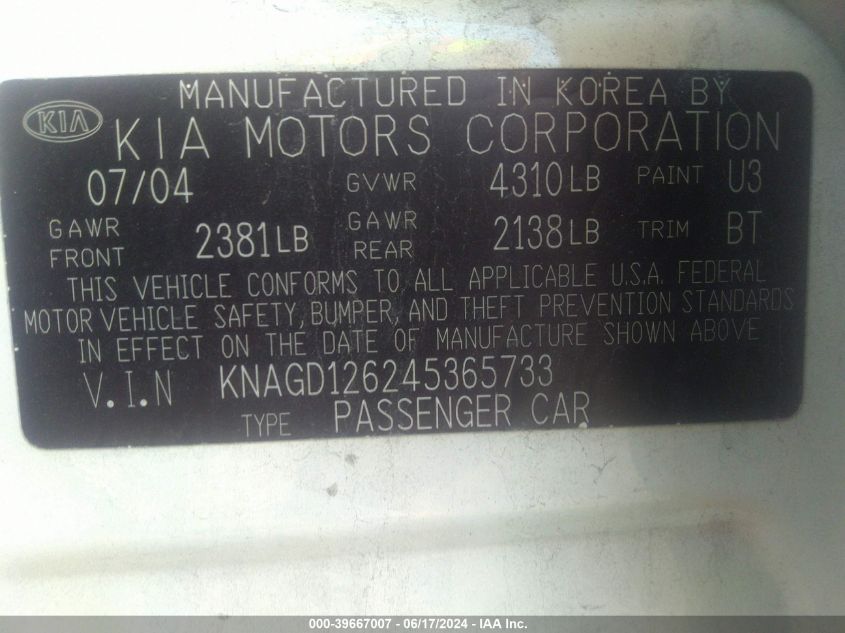 MANUFACTURED IN KOREA BY
KIA KIA MOTORS CORPORATION
07/04 GVWR 4310LB PAINT U3
GAWR FRONT 2381LB GAWR REAR 2138LB TRIM BT
THIS VEHICLE CONFORMS TO ALL APPLICABLE U.S.A. FEDERAL
MOTOR VEHICLE SAFETY, BUMPER, AND THEFT PREVENTION STANDARDS
IN EFFECT ON THE DATE OF MANUFACTURE SHOWN ABOVE
V.I.N KNAGD126245365733
TYPE PASSENGER CAR
000-39667007 - 06/17/2024 - IAA Inc.